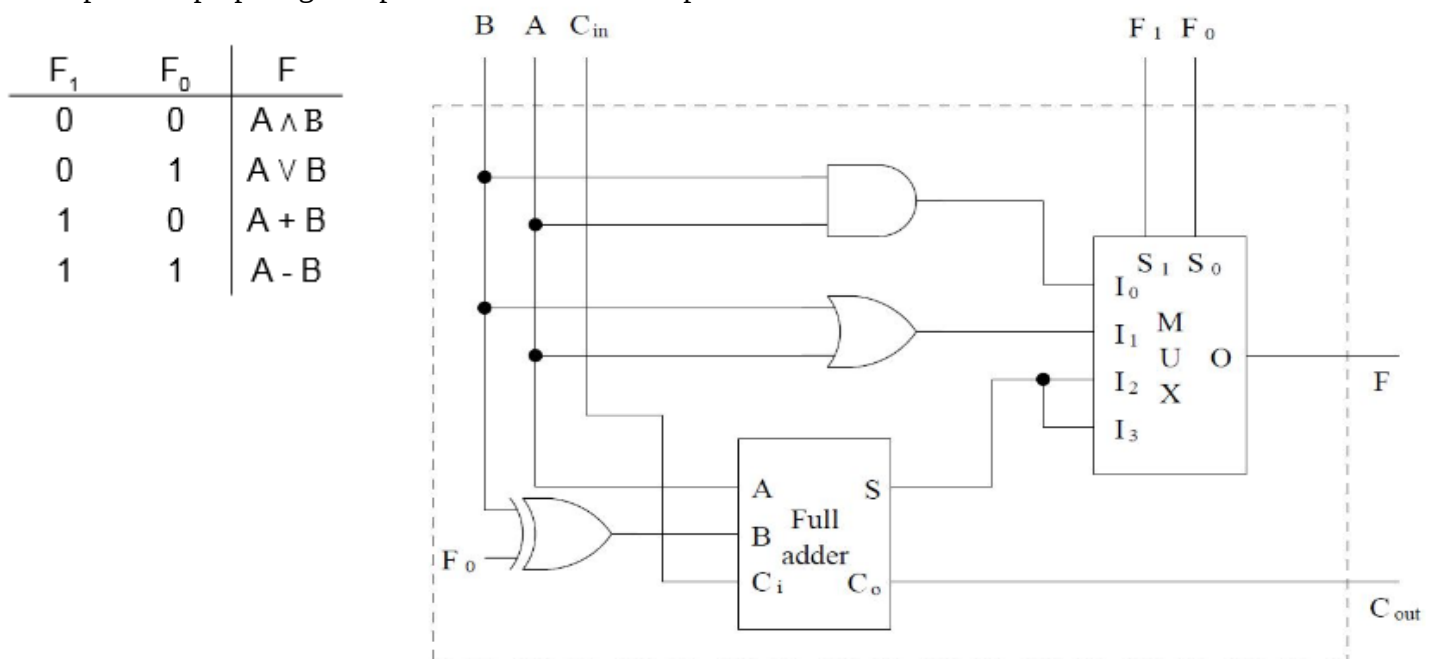 B A Cin
F1 F0
F1 F0 F
0 0 A ∧ B
0 1 A ∨ B
1 0 A + B
1 1 A - B
S1 S0
I0
I1
I2
I3
M
U
X
O
F
A
B
Ci
S
Full
adder
Co
F0
Cout